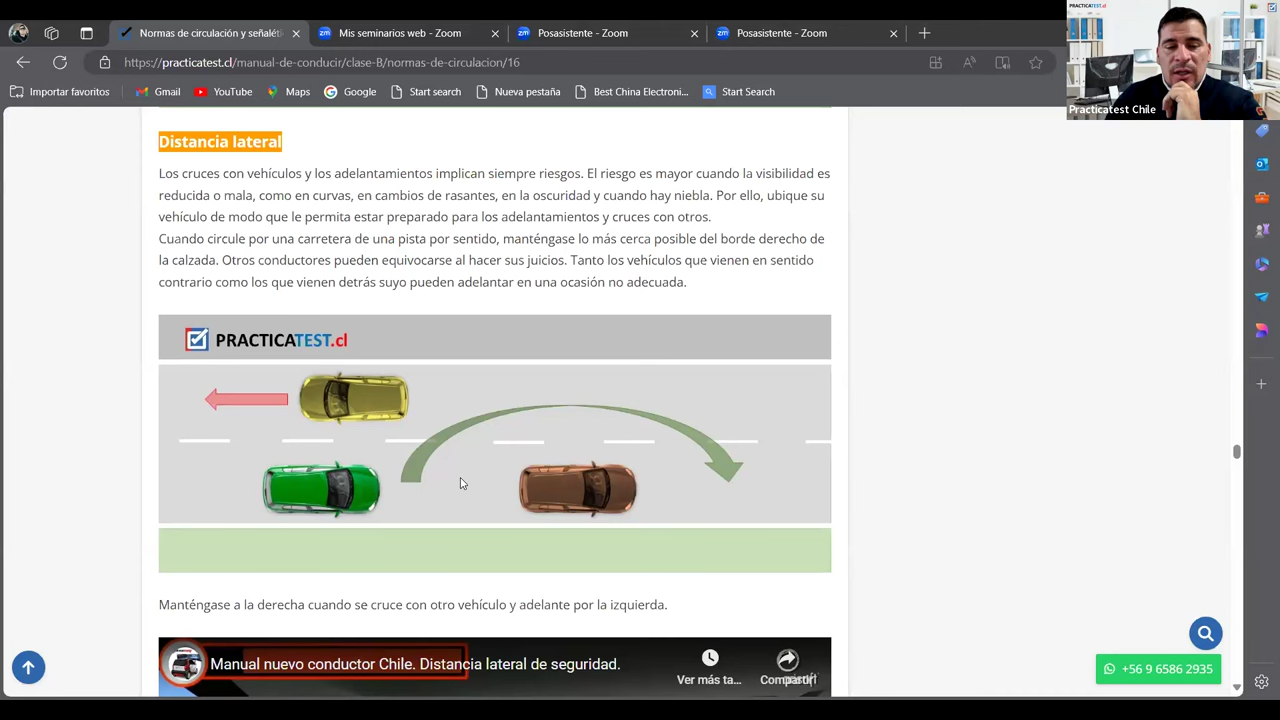 Normas de circulación y señaléti
Mis seminarios web - Zoom
Posasistente - Zoom
Posasistente - Zoom
https://practicatest.cl/manual-de-conducir/clase-B/normas-de-circulacion/16
Importar favoritos
Gmail
YouTube
Maps
Google
Start search
Nueva pestaña
Best China Electroni...
Start Search
PRACTICATEST.cl
Practicatest Chile
Distancia lateral
Los cruces con vehículos y los adelantamientos implican siempre riesgos. El riesgo es mayor cuando la visibilidad es
reducida o mala, como en curvas, en cambios de rasantes, en la oscuridad y cuando hay niebla. Por ello, ubique su
vehículo de modo que le permita estar preparado para los adelantamientos y cruces con otros.
Cuando circule por una carretera de una pista por sentido, manténgase lo más cerca posible del borde derecho de
la calzada. Otros conductores pueden equivocarse al hacer sus juicios. Tanto los vehículos que vienen en sentido
contrario como los que vienen detrás suyo pueden adelantar en una ocasión no adecuada.
PRACTICATEST.cl
Manténgase a la derecha cuando se cruce con otro vehículo y adelante por la izquierda.
Manual nuevo conductor Chile. Distancia lateral de seguridad.
Ver más ta...
Compartir
+56 9 6586 2935